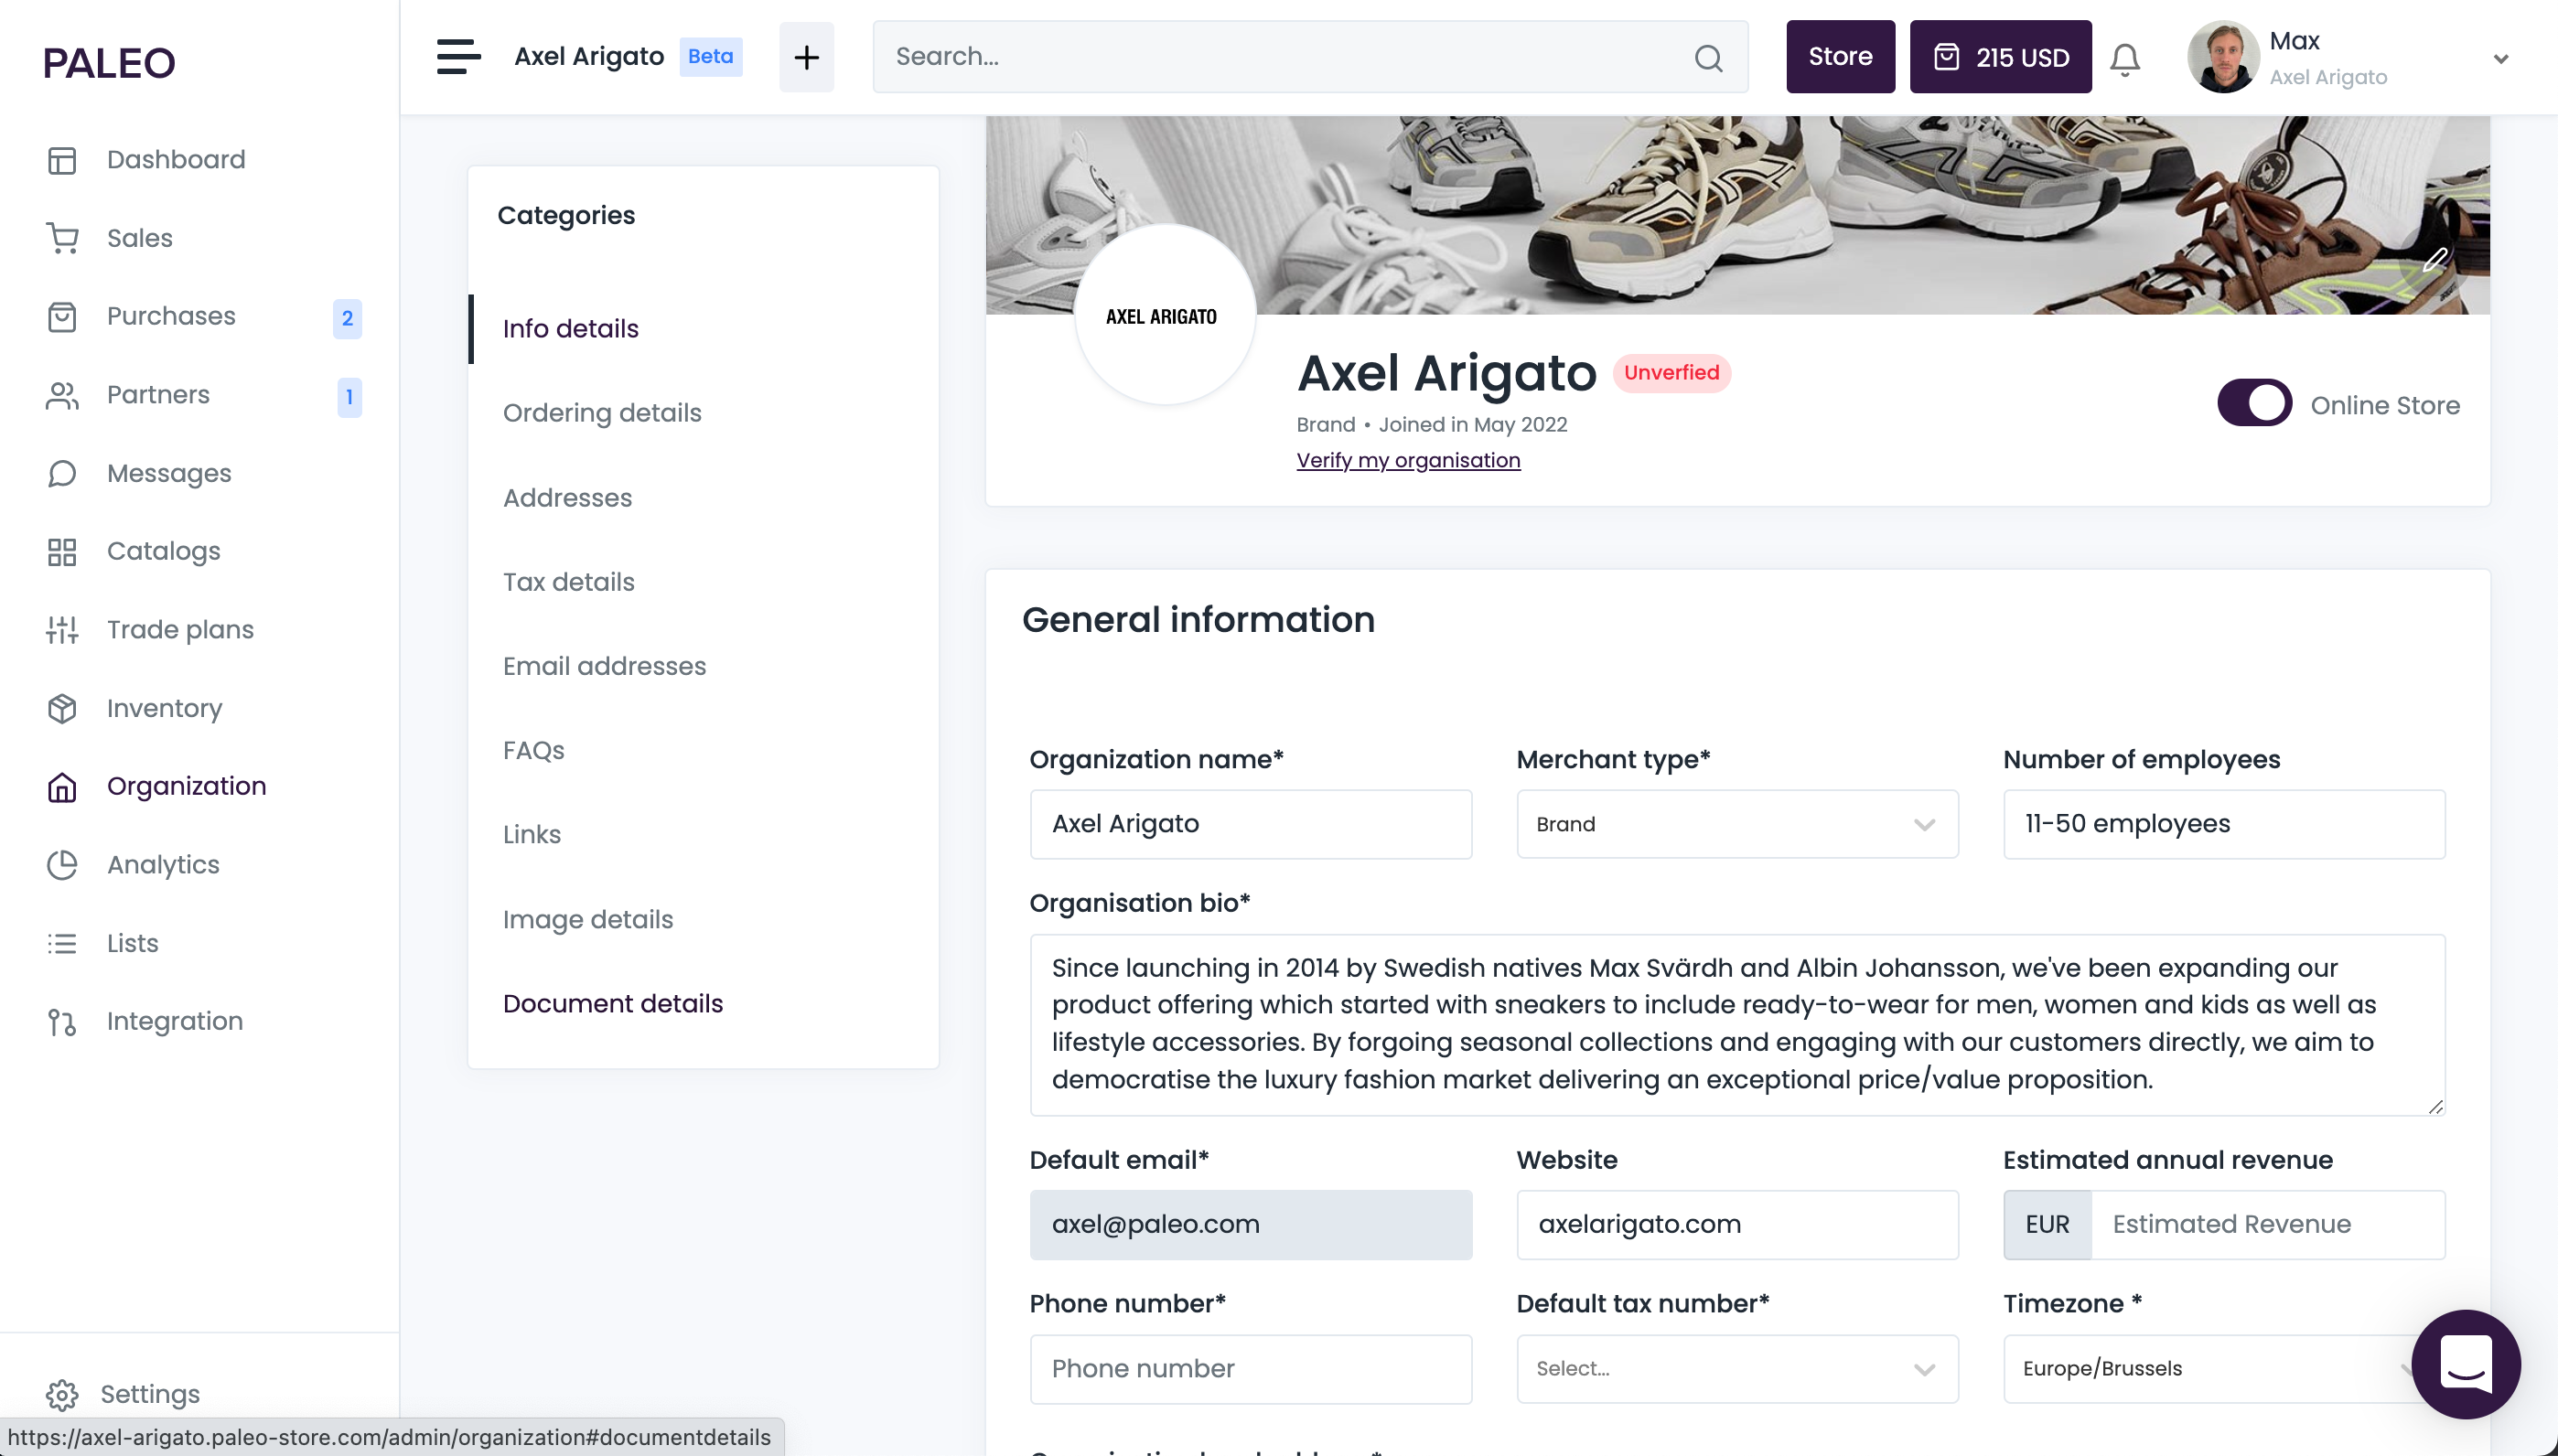 PALEO
Axel Arigato Beta
Search...
Store
215 USD
Max
Axel Arigato
Dashboard
Sales
Purchases 2
Partners 1
Messages
Catalogs
Trade plans
Inventory
Organization
Analytics
Lists
Integration
Settings
Categories
Info details
Ordering details
Addresses
Tax details
Email addresses
FAQs
Links
Image details
Document details
AXEL ARIGATO
Axel Arigato Unverfied
Brand • Joined in May 2022
Verify my organisation
Online Store
General information
Organization name* Merchant type* Number of employees
Axel Arigato Brand 11-50 employees
Organisation bio*
Since launching in 2014 by Swedish natives Max Svärdh and Albin Johansson, we've been expanding our
product offering which started with sneakers to include ready-to-wear for men, women and kids as well as
lifestyle accessories. By forgoing seasonal collections and engaging with our customers directly, we aim to
democratise the luxury fashion market delivering an exceptional price/value proposition.
Default email* Website Estimated annual revenue
axel@paleo.com axelarigato.com EUR Estimated Revenue
Phone number* Default tax number* Timezone *
Phone number Select... Europe/Brussels
https://axel-arigato.paleo-store.com/admin/organization#documentdetails